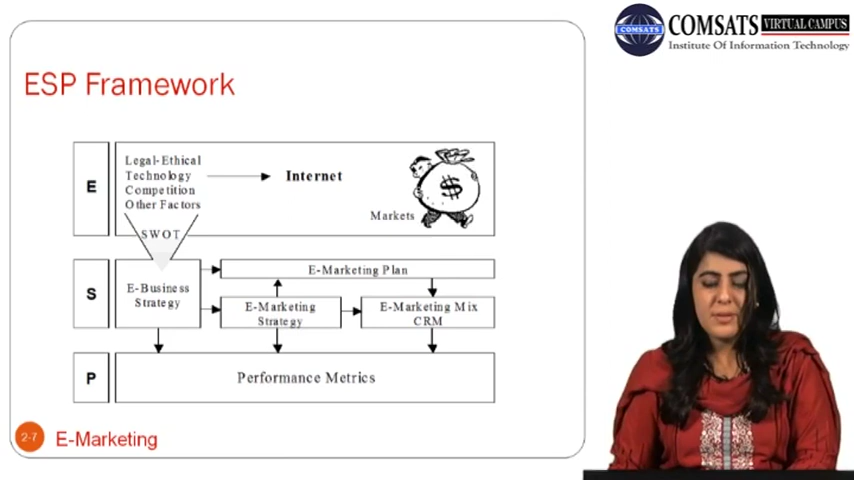 COMSATS
COMSATS VIRTUAL CAMPUS
Institute Of Information Technology
ESP Framework
E
Legal-Ethical
Technology
Competition
Other Factors
Internet
Markets
$
SWOT
S
E-Business
Strategy
E-Marketing Plan
E-Marketing
Strategy
E-Marketing Mix
CRM
P
Performance Metrics
2-7
E-Marketing